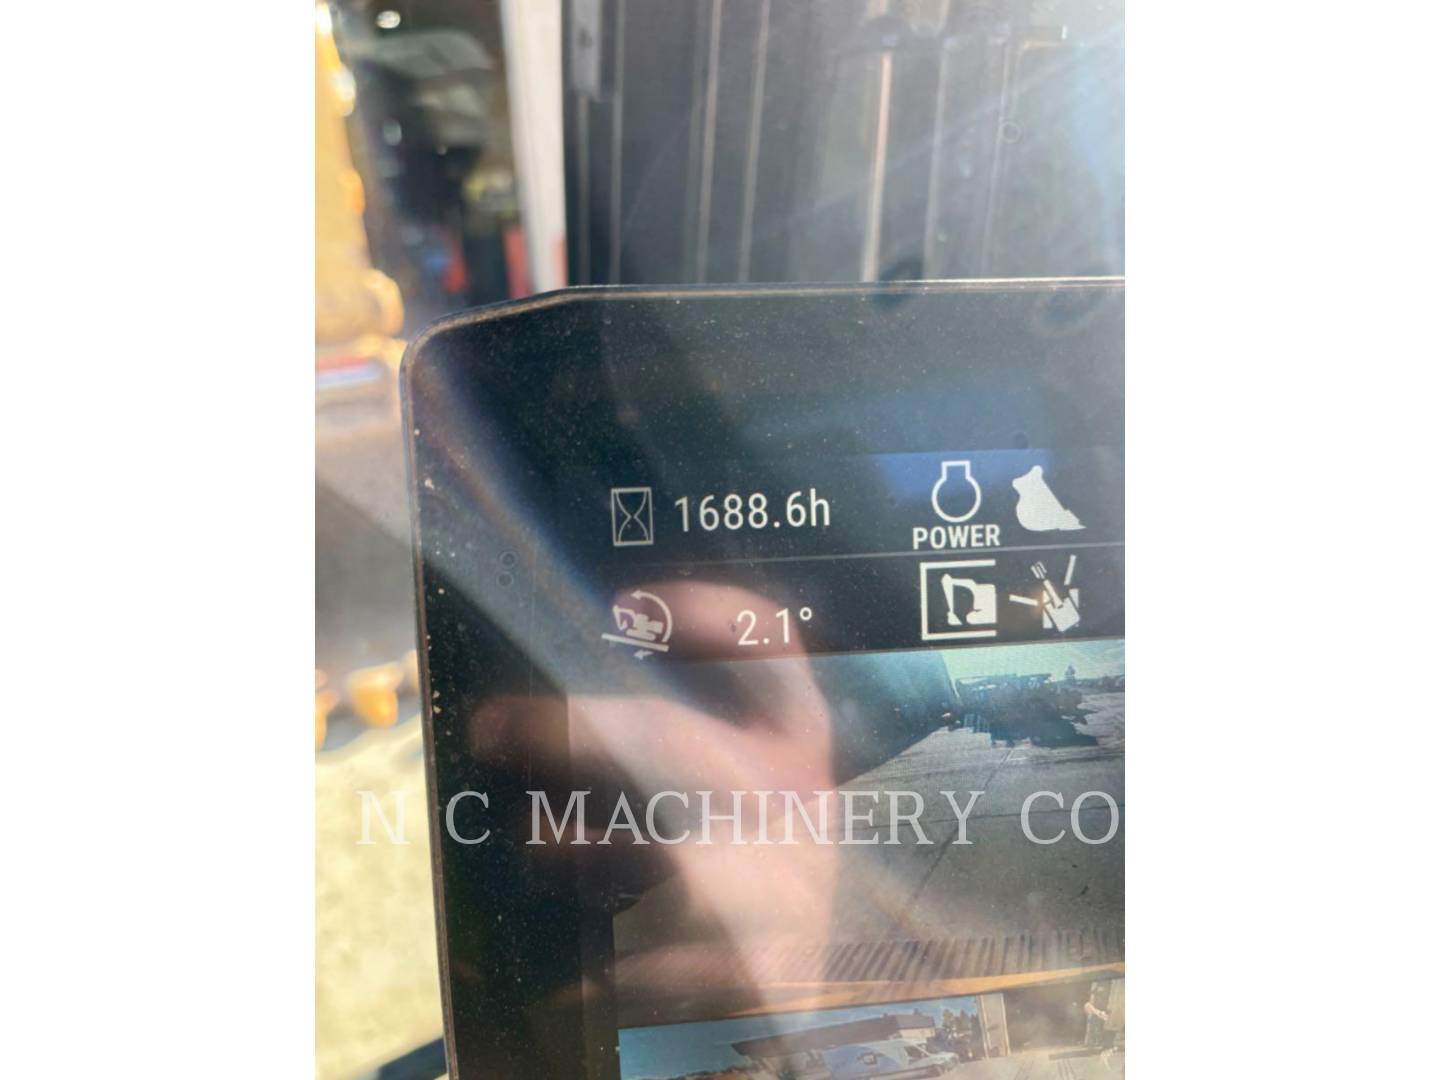 1688.6h
POWER
2.1°
N C MACHINERY CO